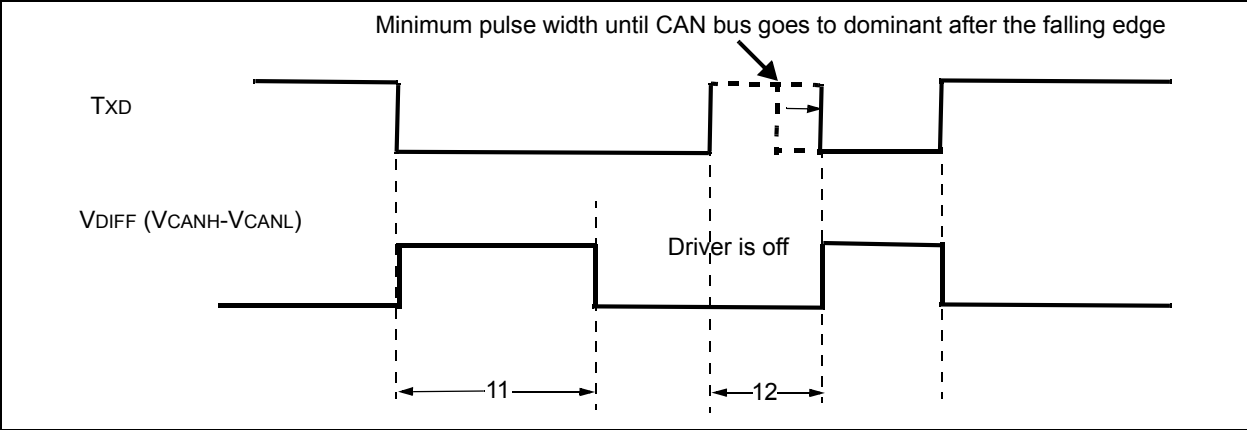 Minimum pulse width until CAN bus goes to dominant after the falling edge
TXD
VDIFF (VCANH-VCANL)
Driver is off
11
12